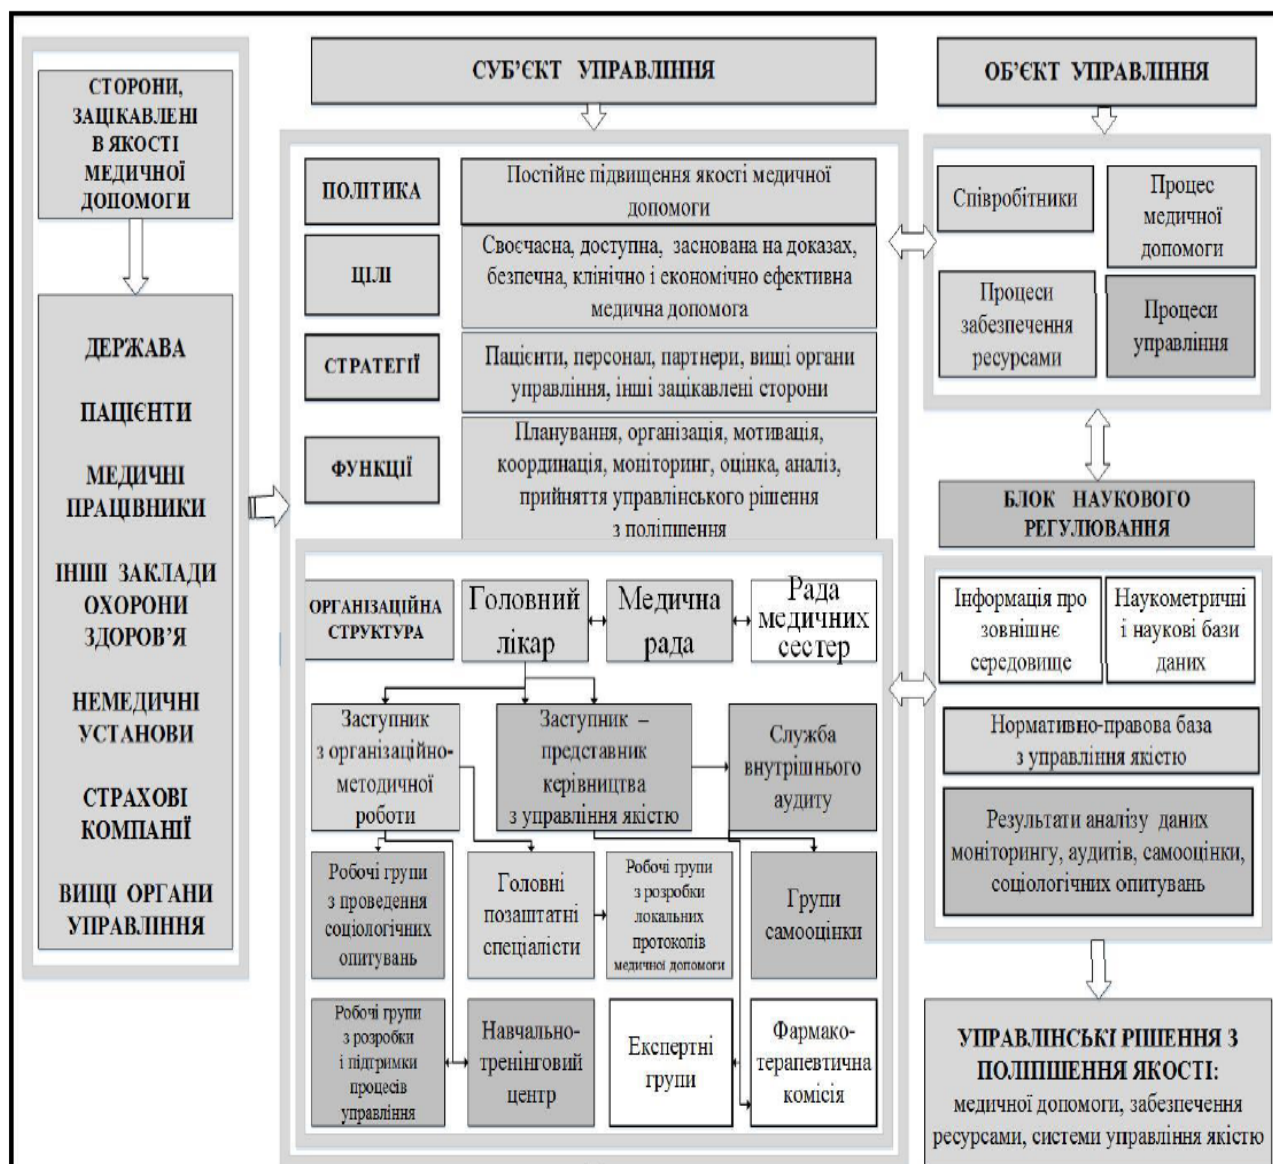 СТОРОНИ,
ЗАЦІКАВЛЕНІ
В ЯКОСТІ
МЕДИЧНОЇ
ДОПОМОГИ
ДЕРЖАВА
ПАЦІЄНТИ
МЕДИЧНІ
ПРАЦІВНИКИ
ІНШІ ЗАКЛАДИ
ОХОРОНИ
ЗДОРОВ’Я
НЕМЕДИЧНІ
УСТАНОВИ
СТРАХОВІ
КОМПАНІЇ
ВИЩІ ОРГАНИ
УПРАВЛІННЯ
СУБ’ЄКТ УПРАВЛІННЯ
ПОЛІТИКА
Постійне підвищення якості медичної
допомоги
ЦІЛІ
Своєчасна, доступна, заснована на доказах,
безпечна, клінічно і економічно ефективна
медична допомога
СТРАТЕГІЇ
Пацієнти, персонал, партнери, вищі органи
управління, інші зацікавлені сторони
ФУНКЦІЇ
Планування, організація, мотивація,
координація, моніторинг, оцінка, аналіз,
прийняття управлінського рішення
з поліпшення
ОРГАНІЗАЦІЙНА
СТРУКТУРА
Головний
лікар
Медична
рада
Рада
медичних
сестер
Заступник
з організаційно-
методичної
роботи
Заступник –
представник
керівництва
з управління якістю
Служба
внутрішнього
аудиту
Робочі групи
з проведення
соціологічних
опитувань
Головні
позаштатні
спеціалісти
Робочі групи
з розробки
локальних
протоколів
медичної допомоги
Групи
самооцінки
Робочі групи
з розробки
і підтримки
процесів
управління
Навчально-
тренінговий
центр
Експертні
групи
Фармако-
терапевтична
комісія
ОБ’ЄКТ УПРАВЛІННЯ
Співробітники
Процес
медичної
допомоги
Процеси
забезпечення
ресурсами
Процеси
управління
БЛОК НАУКОВОГО
РЕГУЛЮВАННЯ
Інформація про
зовнішнє
середовище
Наукометричні
і наукові бази
даних
Нормативно-правова база
з управління якістю
Результати аналізу даних
моніторингу, аудитів, самооцінки,
соціологічних опитувань
УПРАВЛІНСЬКІ РІШЕННЯ З
ПОЛІПШЕННЯ ЯКОСТІ:
медичної допомоги, забезпечення
ресурсами, системи управління якістю